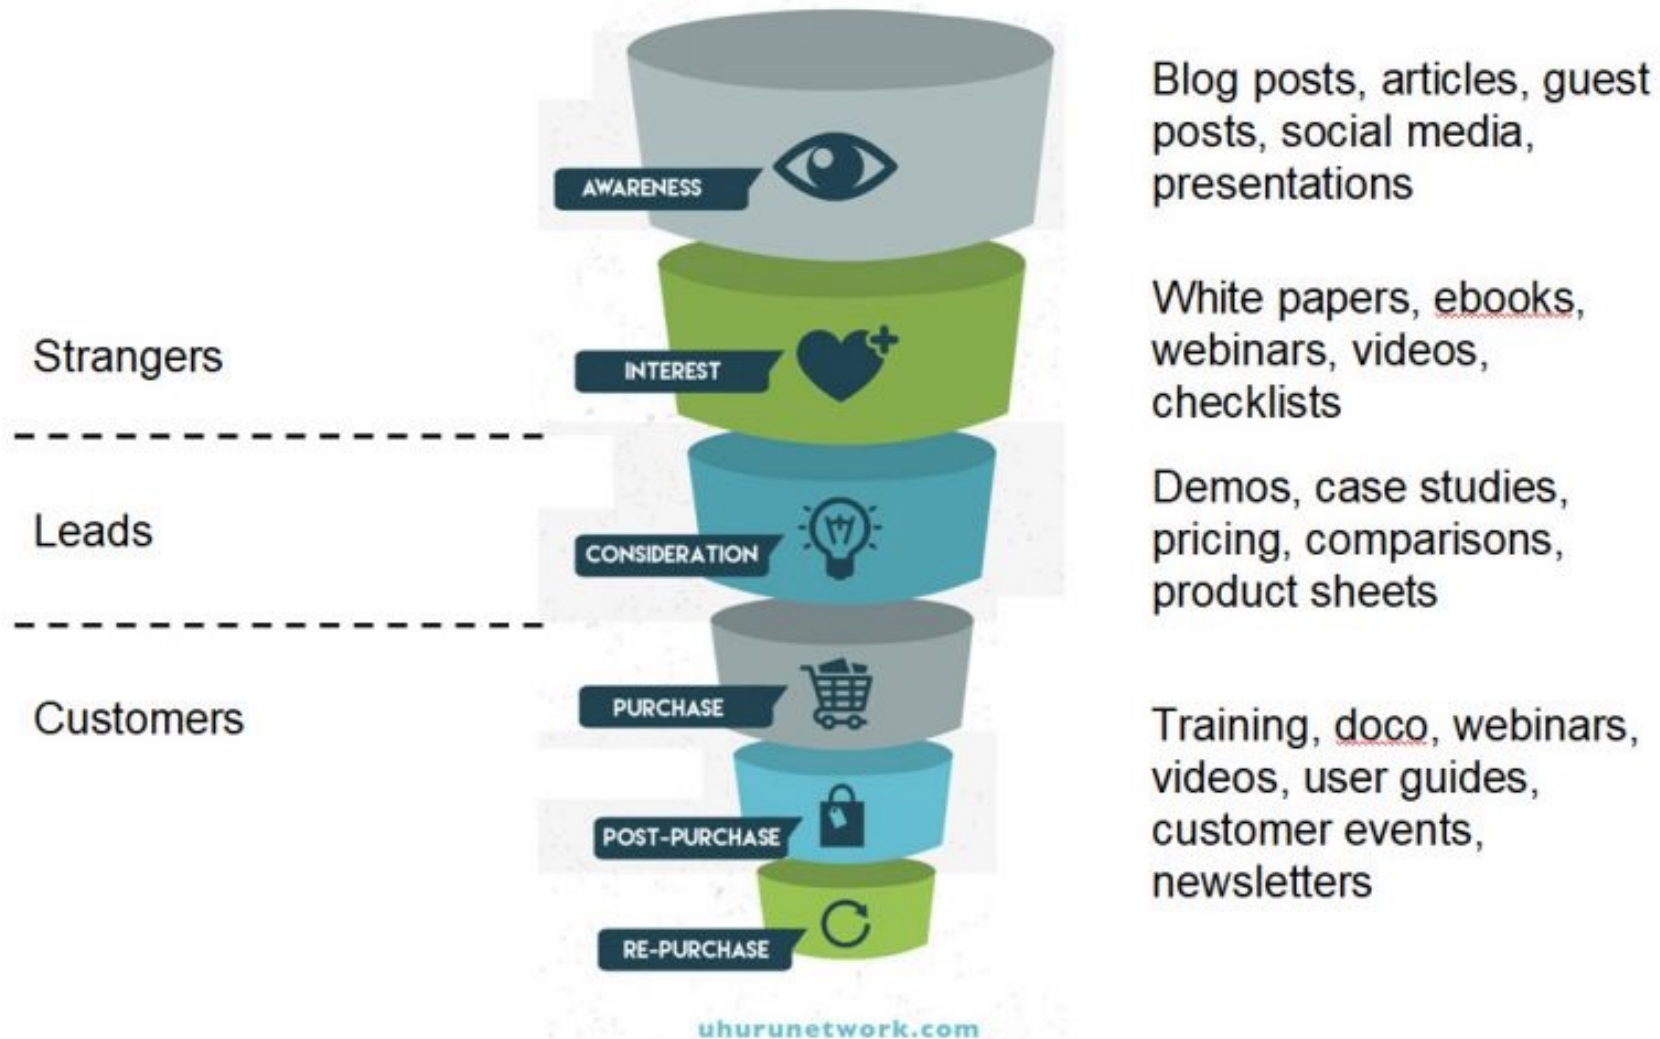 Blog posts, articles, guest
posts, social media,
presentations
AWARENESS
White papers, ebooks,
webinars, videos,
checklists
Strangers
INTEREST
Demos, case studies,
pricing, comparisons,
product sheets
Leads
CONSIDERATION
Customers
PURCHASE
Training, doco, webinars,
videos, user guides,
customer events,
newsletters
POST-PURCHASE
RE-PURCHASE
uhurunetwork.com